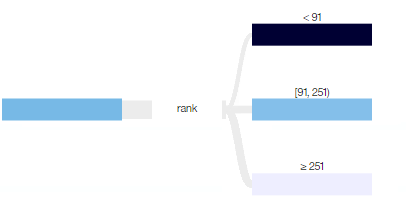 < 91
rank
[91, 251)
≥ 251